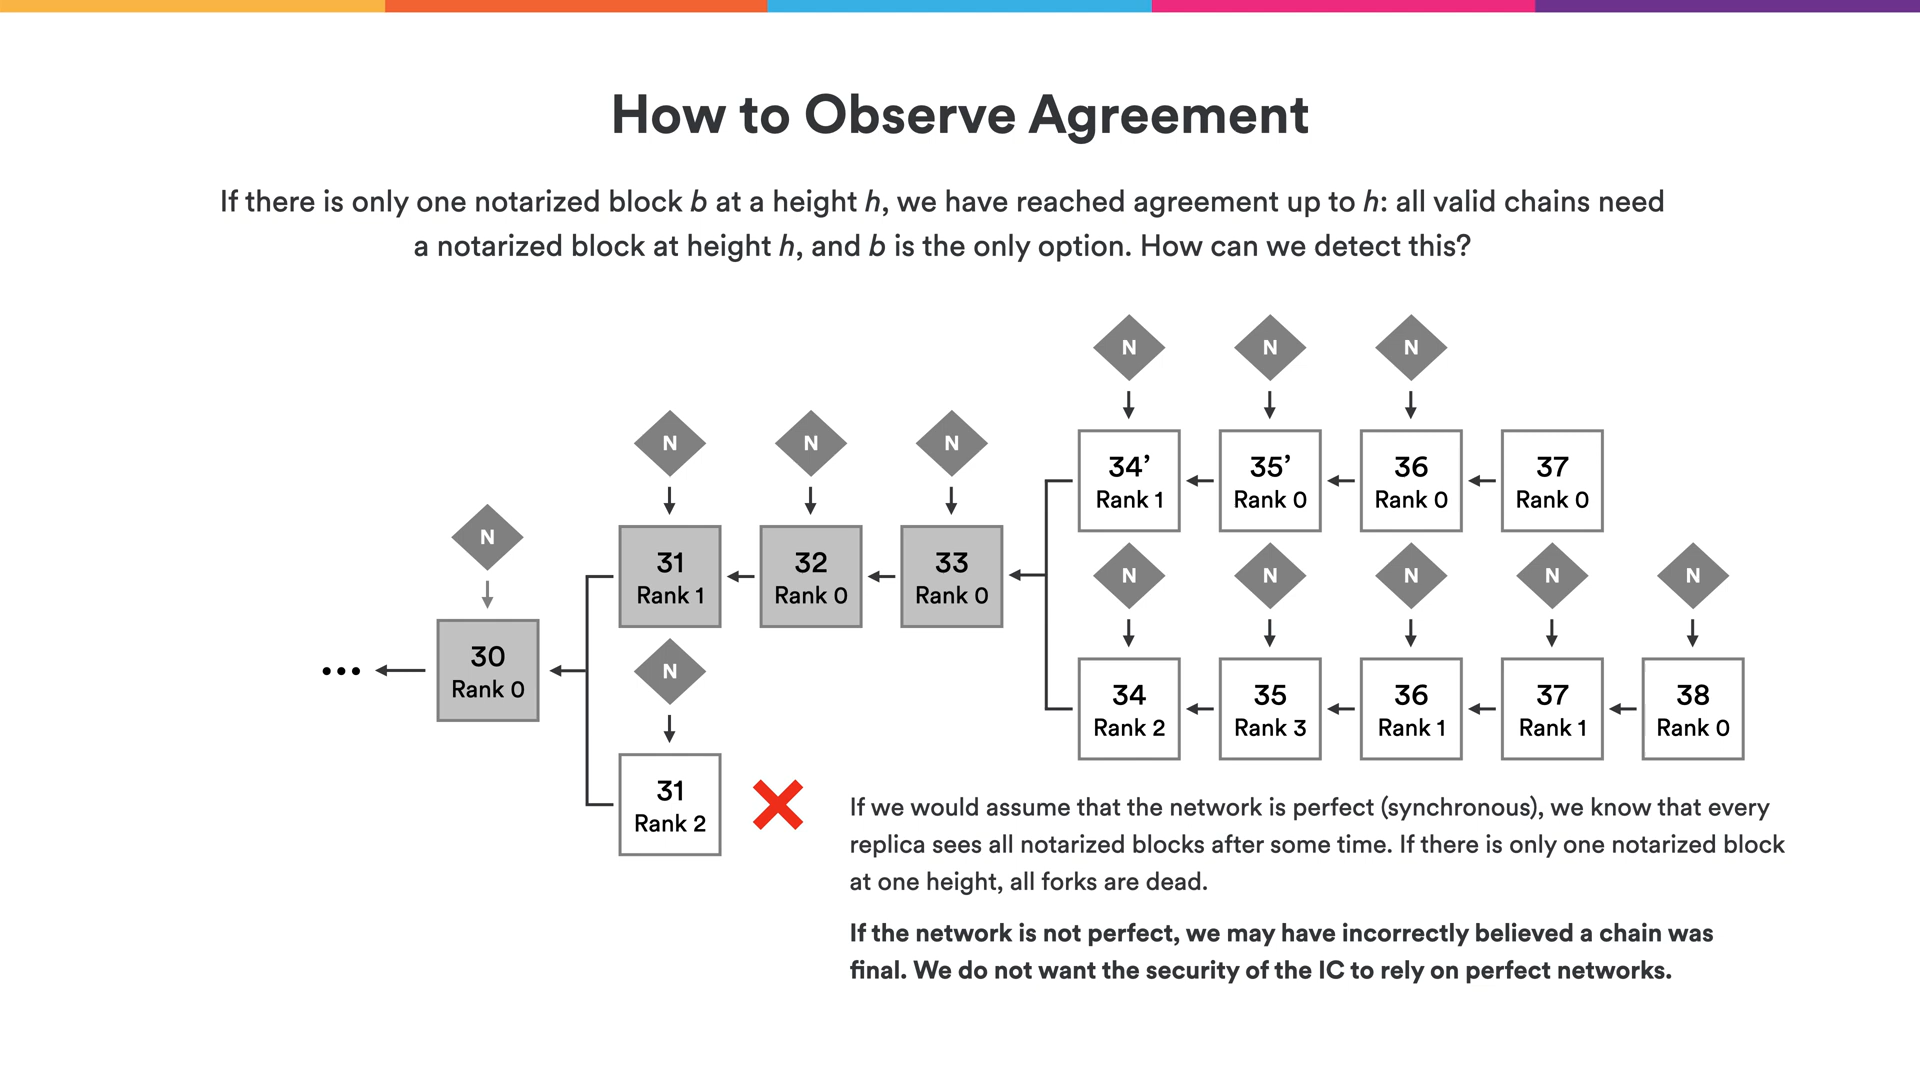 How to Observe Agreement
If there is only one notarized block b at a height h, we have reached agreement up to h: all valid chains need
a notarized block at height h, and b is the only option. How can we detect this?
N
N
N
34’
Rank 1
35’
Rank 0
36
Rank 0
37
Rank 0
N
N
N
31
Rank 1
32
Rank 0
33
Rank 0
N
30
Rank 0
•••
N
31
Rank 2
N
N
N
N
N
34
Rank 2
35
Rank 3
36
Rank 1
37
Rank 1
38
Rank 0
If we would assume that the network is perfect (synchronous), we know that every
replica sees all notarized blocks after some time. If there is only one notarized block
at one height, all forks are dead.
If the network is not perfect, we may have incorrectly believed a chain was
final. We do not want the security of the IC to rely on perfect networks.